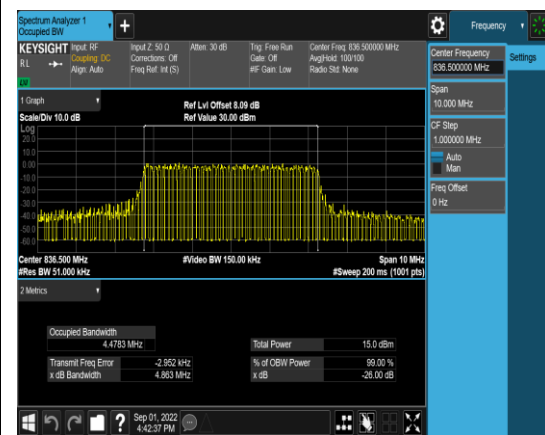 Spectrum Analyzer 1
Occupied BW
+
Frequency
KEYSIGHT
RL
Input: RF
Coupling: DC
Align: Auto
Input Z: 50 Ω
Corrections: Off
Freq Ref: Int (S)
Atten: 30 dB
Trig: Free Run
Gate: Off
#IF Gain: Low
Center Freq: 836.500000 MHz
Avg|Hold: 100/100
Radio Std: None
Center Frequency
836.500000 MHz
Settings
Span
10.000 MHz
CF Step
1.000000 MHz
Auto
Man
Freq Offset
0 Hz
1 Graph
Scale/Div 10.0 dB
Ref Lvl Offset 8.09 dB
Ref Value 30.00 dBm
Log
20.0
10.0
0.00
-10.0
-20.0
-30.0
-40.0
-50.0
-60.0
Center 836.500 MHz
#Res BW 51.000 kHz
#Video BW 150.00 kHz
Span 10 MHz
#Sweep 200 ms (1001 pts)
2 Metrics
Occupied Bandwidth
4.4783 MHz
Total Power 15.0 dBm
Transmit Freq Error -2.952 kHz
% of OBW Power 99.00 %
x dB Bandwidth 4.863 MHz
x dB -26.00 dB
?
Sep 01, 2022
4:42:37 PM